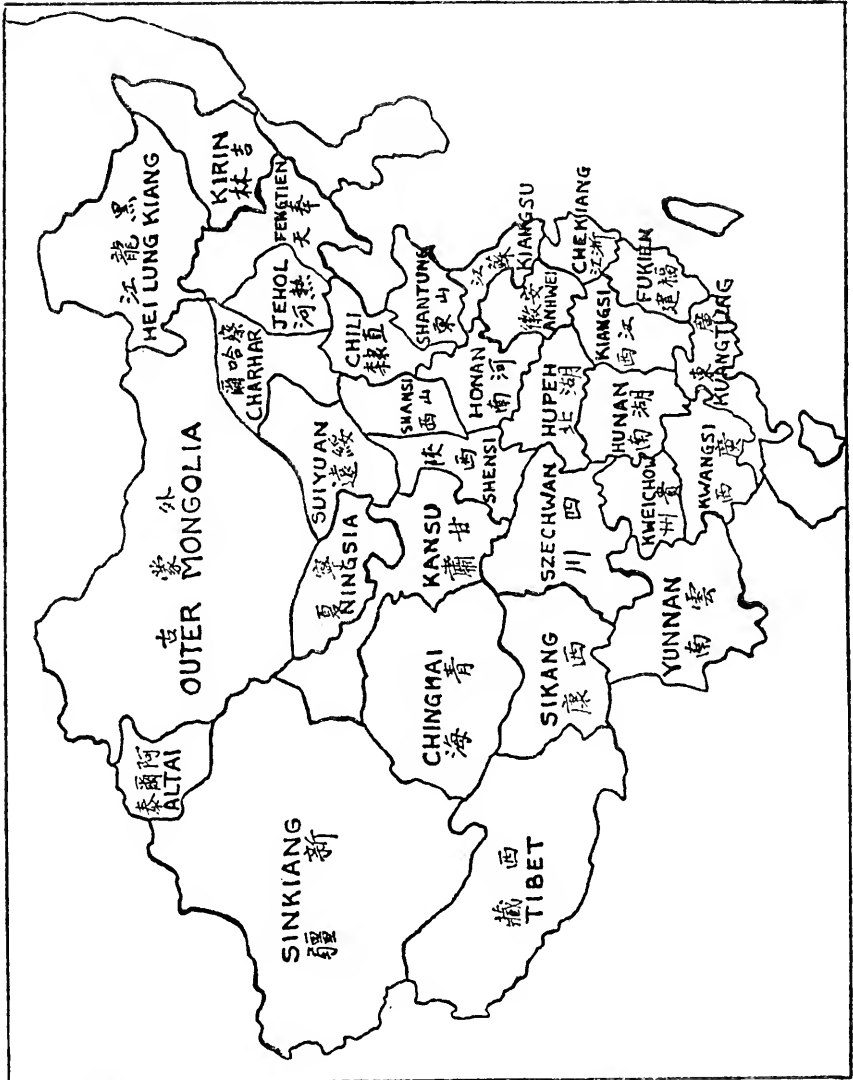 黑龍江
HEI LUNG KIANG
KIRIN
吉林
FENGTIEN
奉天
外蒙古
OUTER MONGOLIA
阿爾泰
ALTAI
察哈爾
CHARHAR
JEHOL
熱河
SINKIANG
新疆
SUIYUAN
綏遠
寧夏
NINGSIA
CHILI
直隸
SHANSI
山西
SHANTUNG
山東
陝西
SHENSI
KANSU
甘肅
CHINGHAI
青海
HONAN
河南
江蘇
KIANGSU
安徽
ANHWEI
西藏
TIBET
SIKANG
西康
SZECHWAN
四川
HUPEH
湖北
CHEKIANG
浙江
KIANGSI
江西
HUNAN
湖南
FUKIEN
福建
KWEICHOW
貴州
YUNNAN
雲南
KWANGSI
廣西
廣東
KUANGTUNG